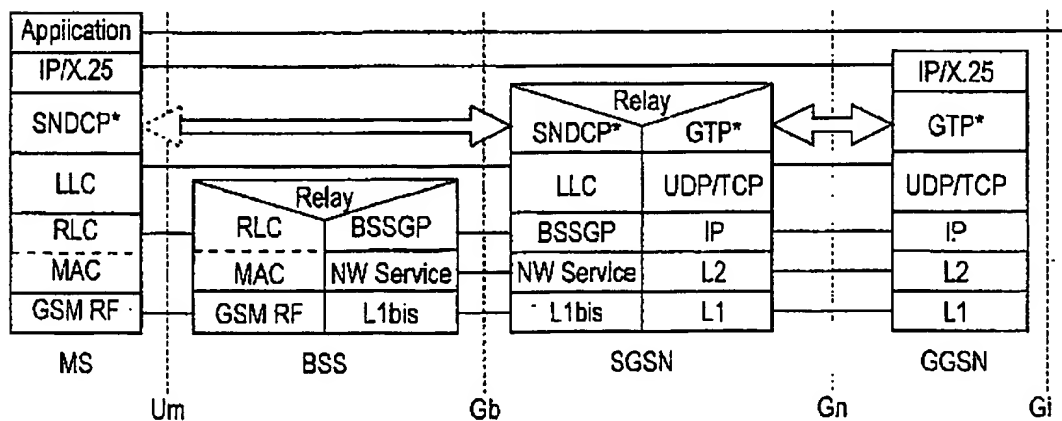 Application
IP/X.25
SNDCP*
LLC
RLC
MAC
GSM RF
MS
Um
Relay
RLC
BSSGP
MAC
NW Service
GSM RF
L1bis
BSS
Gb
Relay
SNDCP*
GTP*
LLC
UDP/TCP
BSSGP
IP
NW Service
L2
L1bis
L1
SGSN
Gn
IP/X.25
GTP*
UDP/TCP
IP
L2
L1
GGSN
Gi